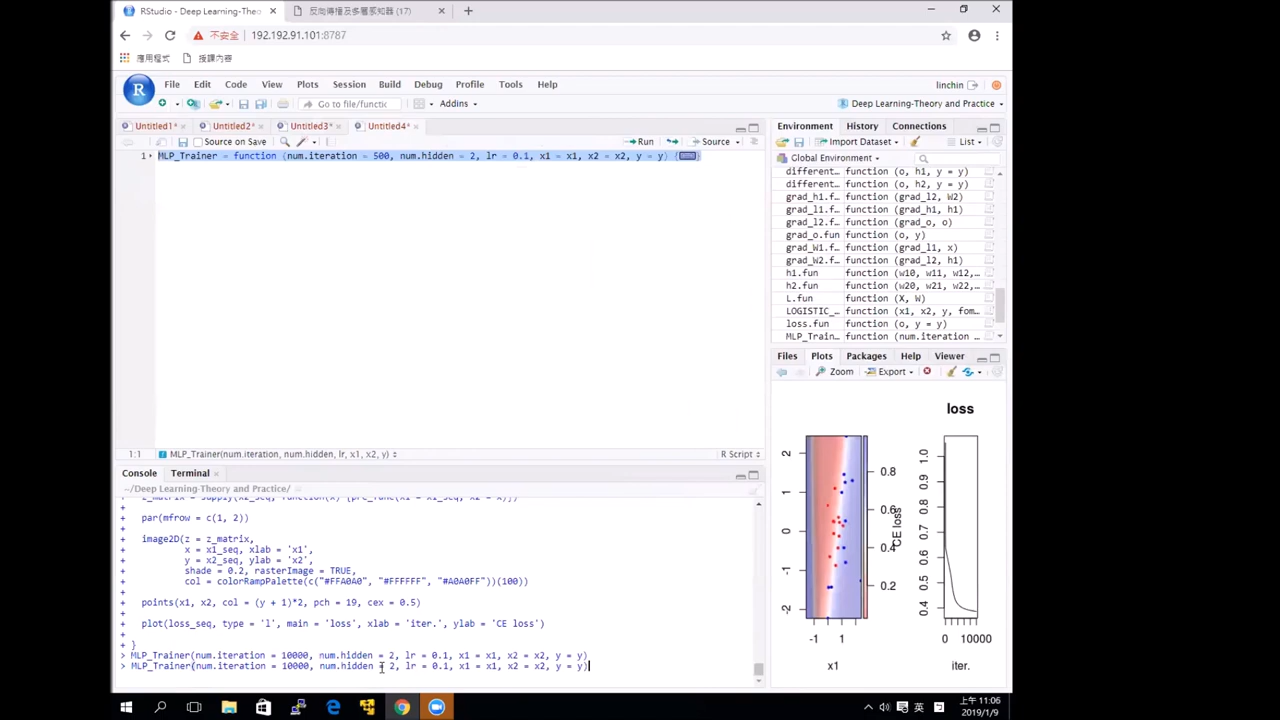 RStudio - Deep Learning-Theo
反向傳播及多層感知器 (17)
不安全
192.192.91.101:8787
應用程式
授課內容
R
File Edit Code View Plots Session Build Debug Profile Tools Help
linchin
Go to file/functic
Addins
Deep Learning-Theory and Practice
Untitled1* Untitled2* Untitled3* Untitled4*
Source on Save
Run
Source
1 MLP_Trainer = function (num.iteration = 500, num.hidden = 2, lr = 0.1, x1 = x1, x2 = x2, y = y) {
1:1 MLP_Trainer(num.iteration, num.hidden, lr, x1, x2, y) R Script
Console Terminal
~/Deep Learning-Theory and Practice/
+ z_matrix = sapply(x2_seq, function(x) {pre_func(x1 = x1_seq, x2 = x)})
+
+ par(mfrow = c(1, 2))
+
+ image2D(z = z_matrix,
+ x = x1_seq, xlab = 'x1',
+ y = x2_seq, ylab = 'x2',
+ shade = 0.2, rasterImage = TRUE,
+ col = colorRampPalette(c("#FFA0A0", "#FFFFFF", "#A0A0FF"))(100))
+
+ points(x1, x2, col = (y + 1)*2, pch = 19, cex = 0.5)
+
+ plot(loss_seq, type = 'l', main = 'loss', xlab = 'iter.', ylab = 'CE loss')
+
+ }
> MLP_Trainer(num.iteration = 10000, num.hidden = 2, lr = 0.1, x1 = x1, x2 = x2, y = y)
> MLP_Trainer(num.iteration = 10000, num.hidden = 2, lr = 0.1, x1 = x1, x2 = x2, y = y)
Environment History Connections
Import Dataset
List
Global Environment
different… function (o, h1, y = y)
different… function (o, h2, y = y)
grad_h1.f… function (grad_l2, W2)
grad_l1.f… function (grad_h1, h1)
grad_l2.f… function (grad_o, o)
grad_o.fun function (o, y)
grad_W1.f… function (grad_l1, x)
grad_W2.f… function (grad_l2, h1)
h1.fun function (w10, w11, w12,…
h2.fun function (w20, w21, w22,…
L.fun function (X, W)
LOGISTIC_… function (x1, x2, y, fom…
loss.fun function (o, y = y)
MLP_Train… function (num.iteration
Files Plots Packages Help Viewer
Zoom Export
loss
2
1
0
-1
-2
-1 1
x1
0.8
0.6
0.4
0.2
CE loss
1.0
0.9
0.8
0.7
0.6
0.5
0.4
0 10000
iter.
英
上午 11:06
2019/1/9